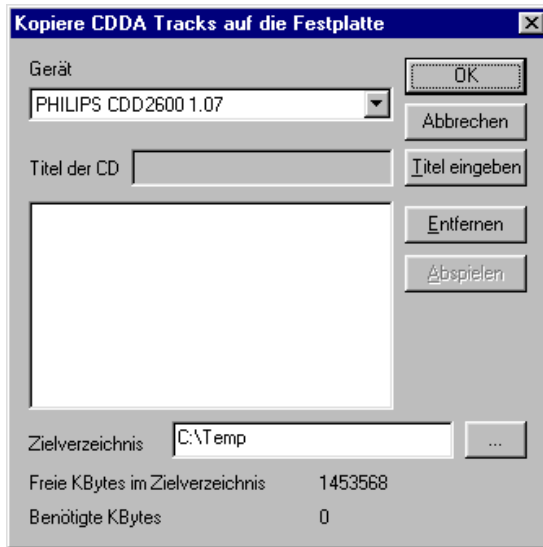 Kopiere CDDA Tracks auf die Festplatte
Gerät
OK
PHILIPS CDD2600 1.07
Abbrechen
Titel der CD
Titel eingeben
Entfernen
Abspielen
Zielverzeichnis
C:\Temp
...
Freie KBytes im Zielverzeichnis 1453568
Benötigte KBytes 0